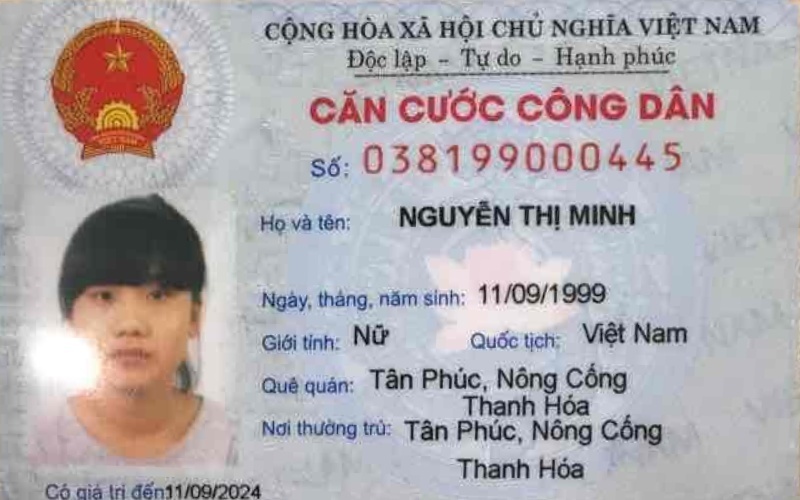 CỘNG HÒA XÃ HỘI CHỦ NGHĨA VIỆT NAM
Độc lập - Tự do - Hạnh phúc
CĂN CƯỚC CÔNG DÂN
Số: 038199000445
Họ và tên: NGUYỄN THỊ MINH
Ngày, tháng, năm sinh: 11/09/1999
Giới tính: Nữ Quốc tịch: Việt Nam
Quê quán: Tân Phúc, Nông Cống
Thanh Hóa
Nơi thường trú: Tân Phúc, Nông Cống
Thanh Hóa
Có giá trị đến 11/09/2024